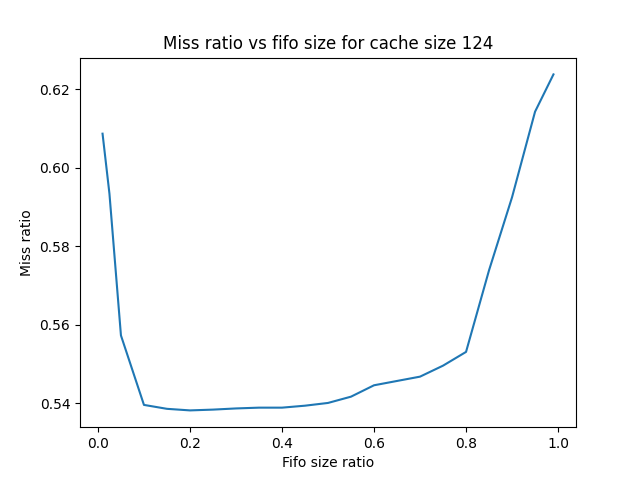 Miss ratio vs fifo size for cache size 124
Miss ratio
0.62
0.60
0.58
0.56
0.54
0.0 0.2 0.4 0.6 0.8 1.0
Fifo size ratio